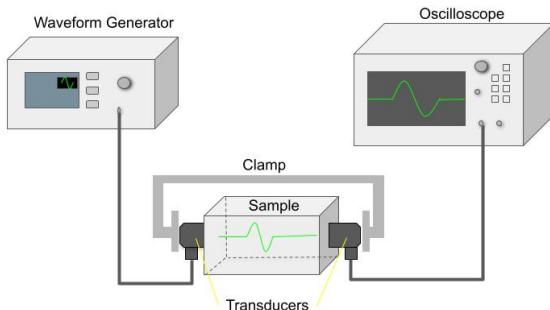 Waveform Generator
Oscilloscope
Clamp
Sample
Transducers